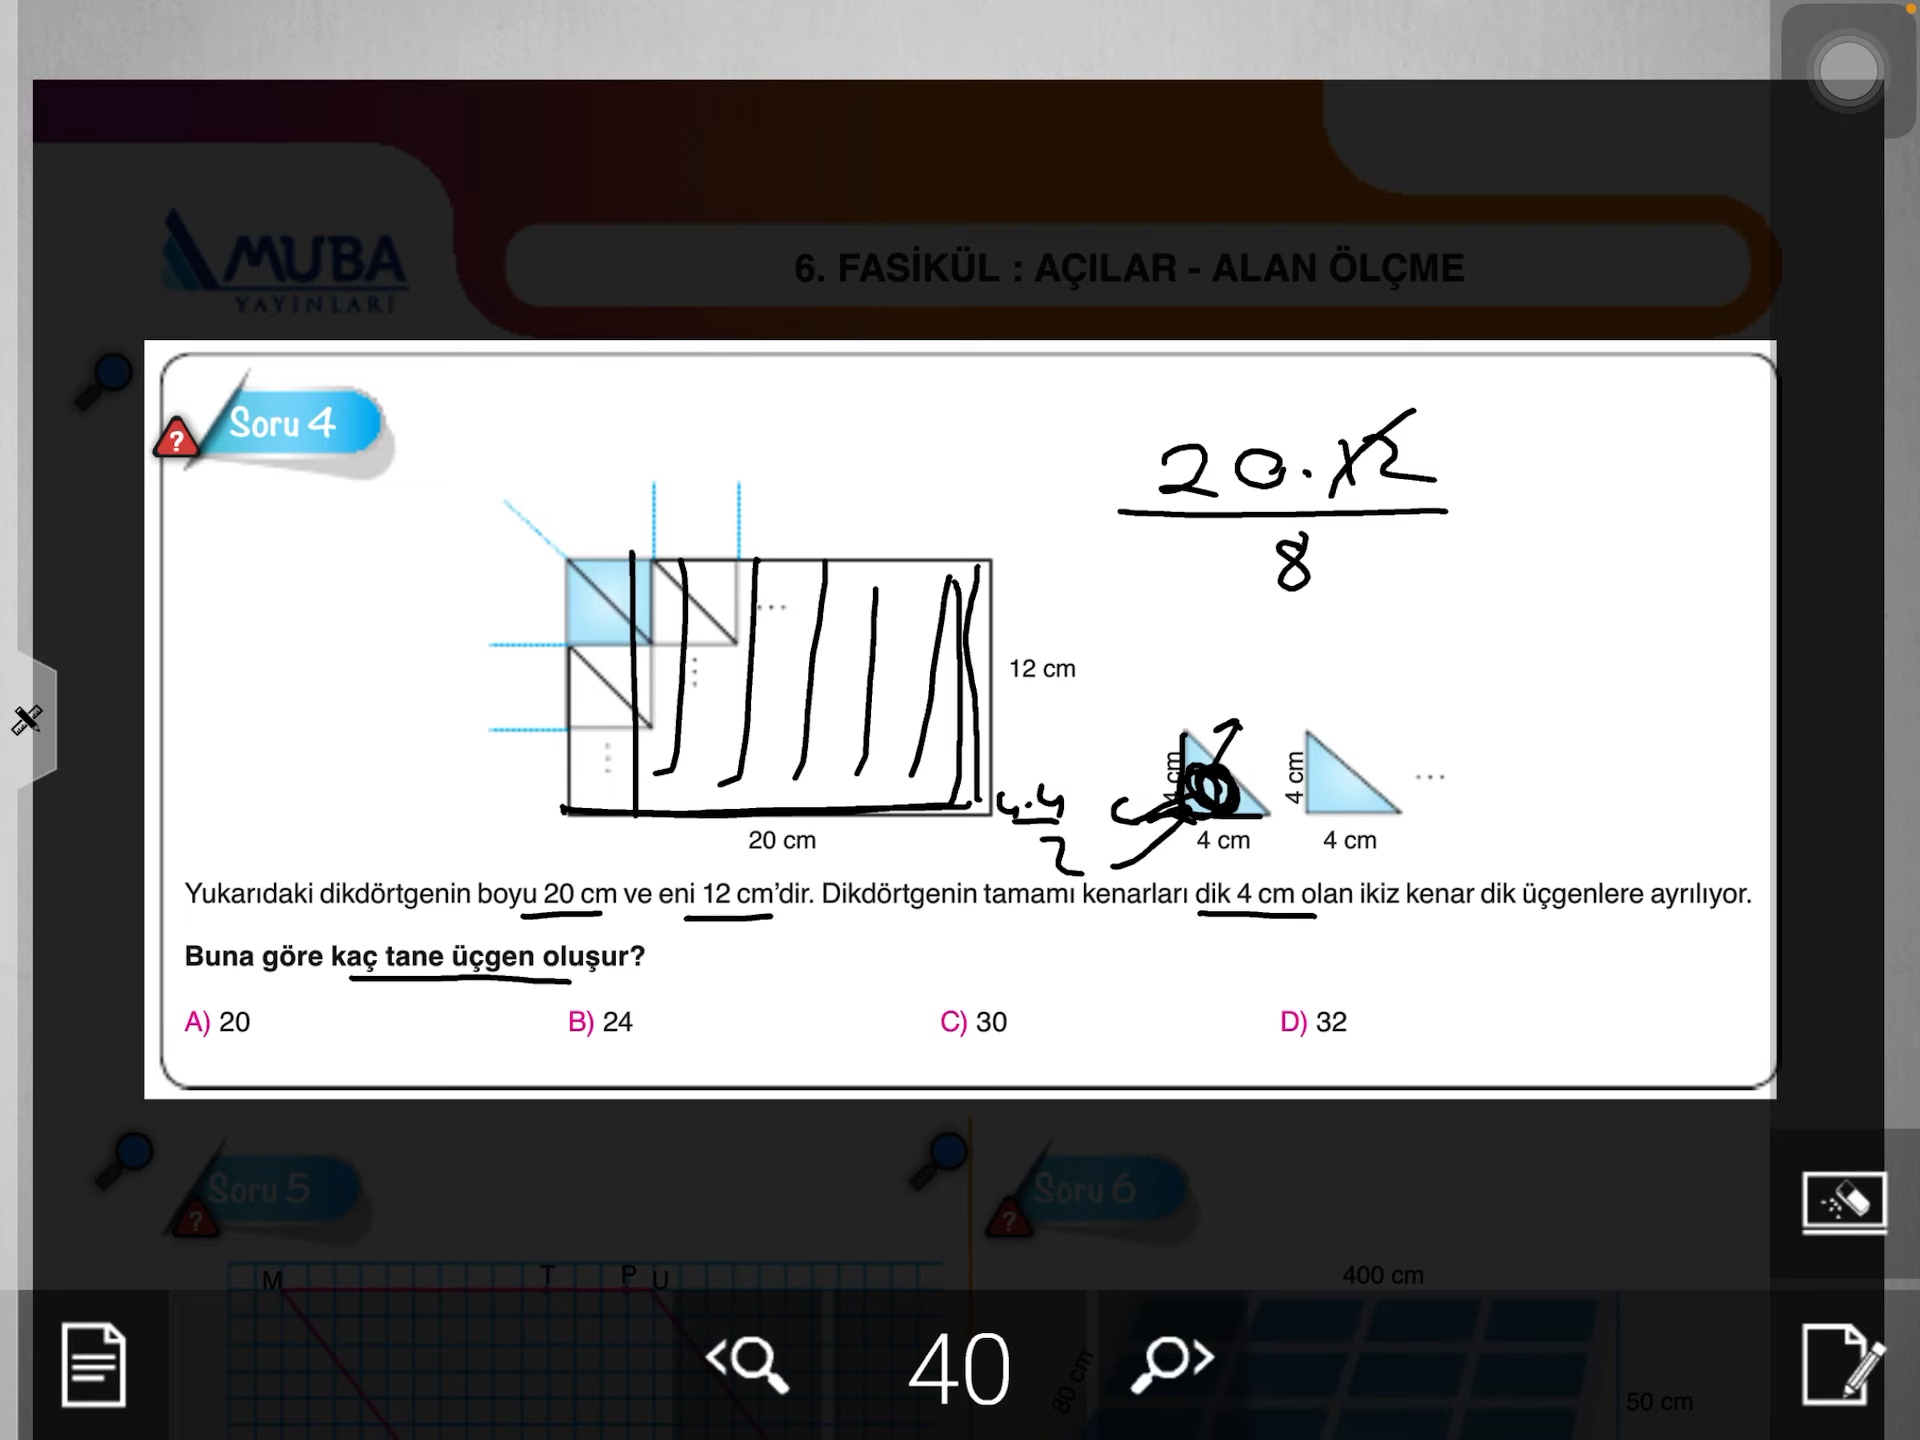 MUBA
YAYINLARI
6. FASİKÜL : AÇILAR - ALAN ÖLÇME
? Soru 4
20.12
8
12 cm
4 cm
4 cm
4.4
2
20 cm
4 cm
4 cm
Yukarıdaki dikdörtgenin boyu 20 cm ve eni 12 cm'dir. Dikdörtgenin tamamı kenarları dik 4 cm olan ikiz kenar dik üçgenlere ayrılıyor.
Buna göre kaç tane üçgen oluşur?
A) 20 B) 24 C) 30 D) 32
? Soru 5
? Soru 6
M T P U
400 cm
80 cm
50 cm
40